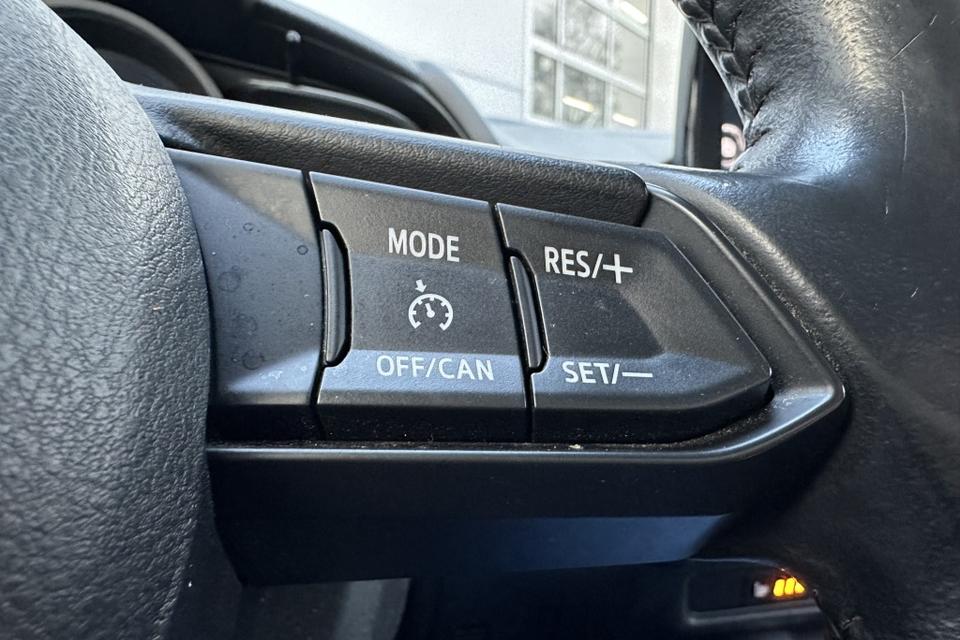 MODE
RES/+
OFF/CAN
SET/—